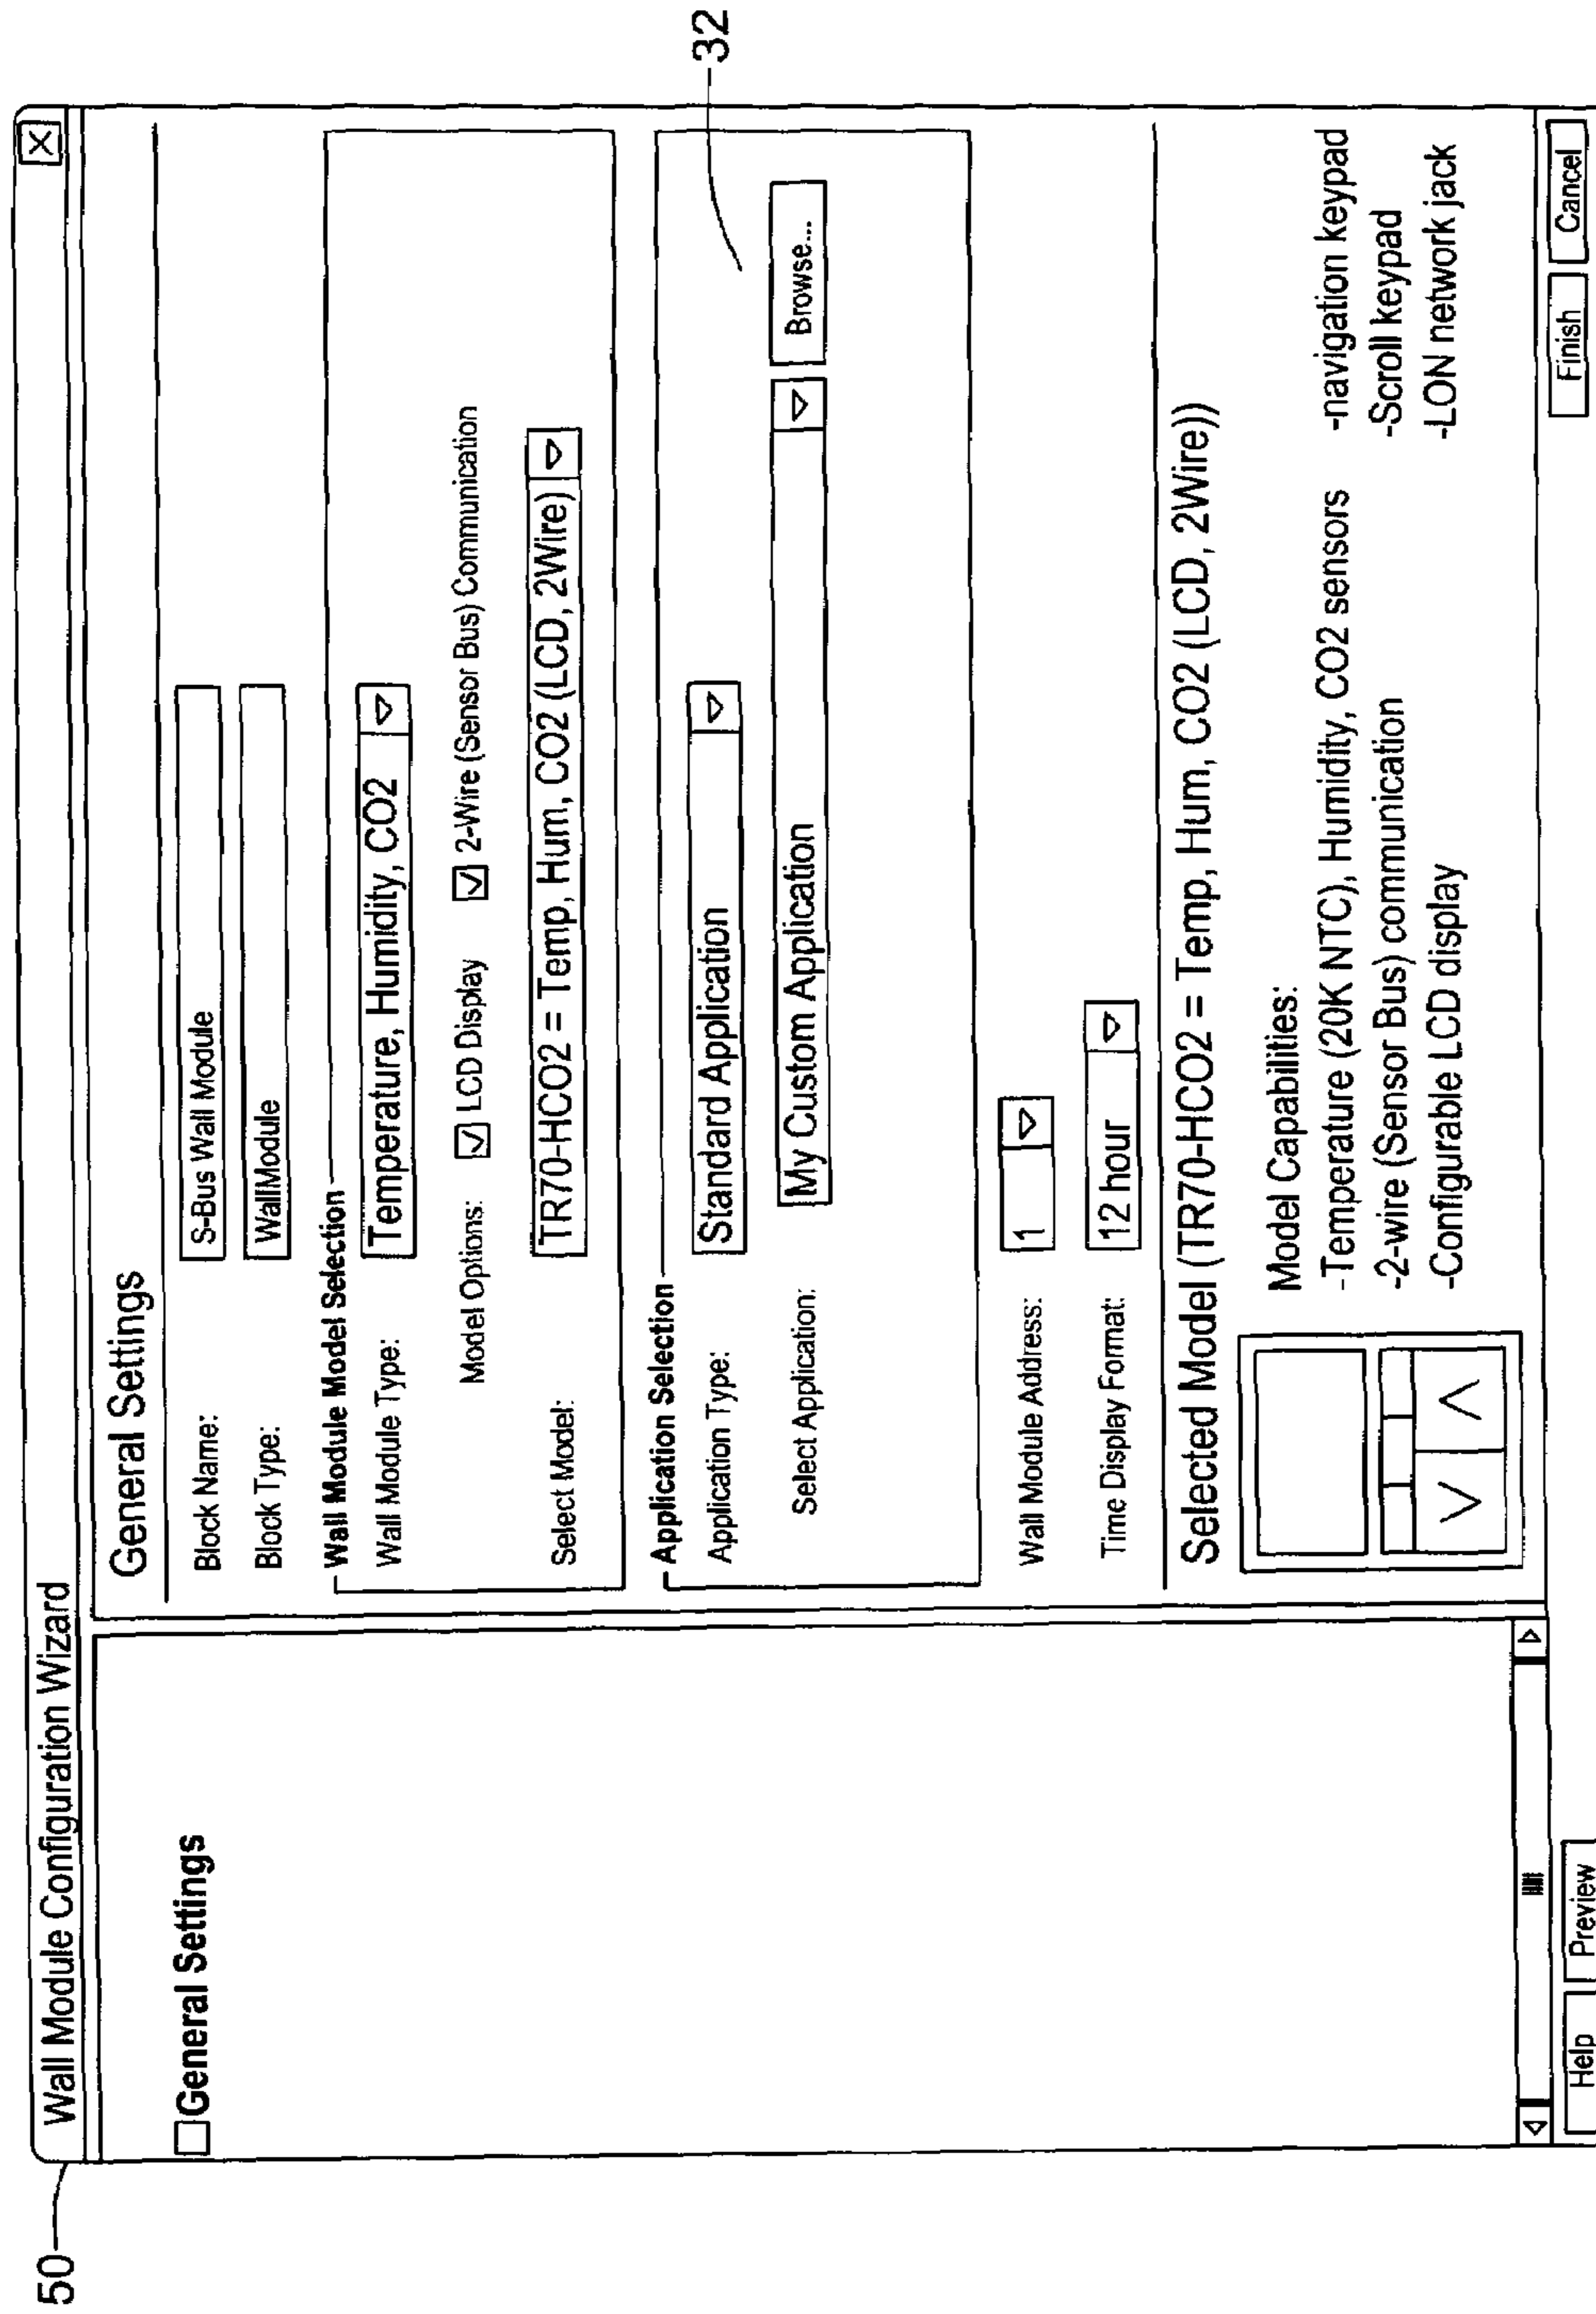 50
Wall Module Configuration Wizard
X
General Settings
General Settings
Block Name: S-Bus Wall Module
Block Type: WallModule
Wall Module Model Selection
Wall Module Type: Temperature, Humidity, CO2
Model Options: LCD Display 2-Wire (Sensor Bus) Communication
Select Model: TR70-HCO2 = Temp, Hum, CO2 (LCD, 2Wire)
Application Selection
32
Application Type: Standard Application
Select Application: My Custom Application Browse...
Wall Module Address: 1
Time Display Format: 12 hour
Selected Model (TR70-HCO2 = Temp, Hum, CO2 (LCD, 2Wire))
Model Capabilities:
-Temperature (20K NTC), Humidity, CO2 sensors -navigation keypad
-2-wire (Sensor Bus) communication -Scroll keypad
-Configurable LCD display -LON network jack
Help Preview Finish Cancel